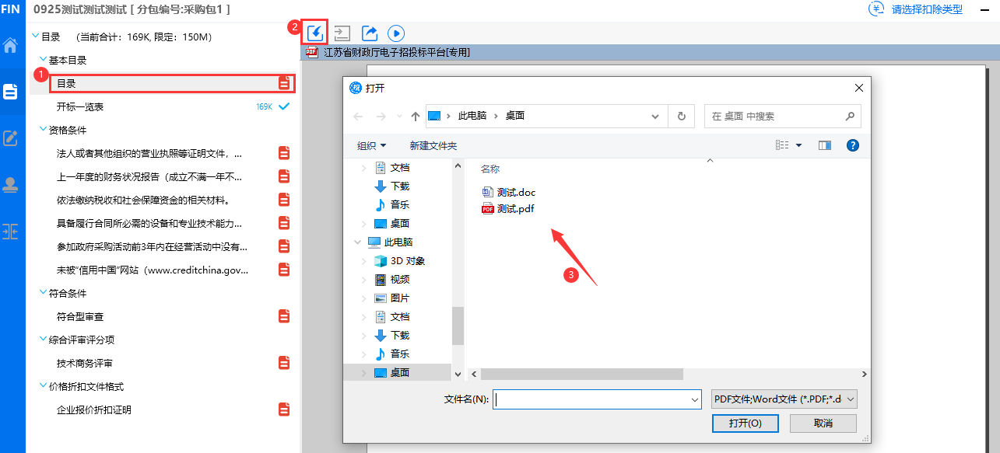 FIN
0925测试测试测试 [ 分包编号:采购包1 ]
请选择扣除类型
目录 (当前合计: 169K, 限定: 150M)
基本目录
1
目录
开标一览表 169K
资格条件
法人或者其他组织的营业执照等证明文件，...
上一年度的财务状况报告（成立不满一年不...
依法缴纳税收和社会保障资金的相关材料。
具备履行合同所必需的设备和专业技术能力...
参加政府采购活动前3年内在经营活动中没有...
未被“信用中国”网站（www.creditchina.gov...
符合条件
符合型审查
综合评审评分项
技术商务评审
价格折扣文件格式
企业报价折扣证明
2
PDF 江苏省财政厅电子招投标平台[专用]
打开
此电脑 › 桌面
在 桌面 中搜索
组织 新建文件夹
文档
下载
音乐
桌面
此电脑
3D 对象
视频
图片
文档
下载
音乐
桌面
名称
测试.doc
PDF 测试.pdf
3
文件名(N):
PDF文件;Word文件 (*.PDF;*.d
打开(O)
取消